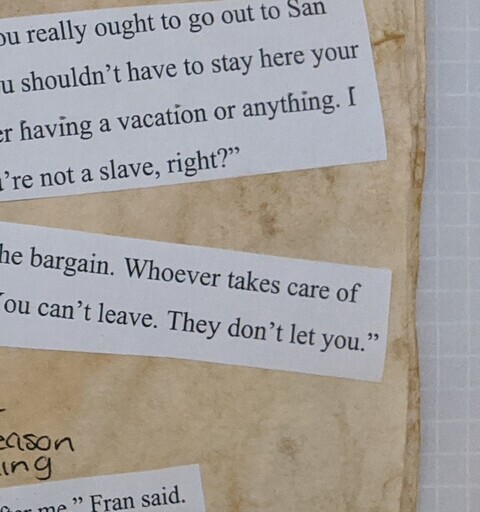 ou really ought to go out to San
u shouldn't have to stay here your
er having a vacation or anything. I
're not a slave, right?”
he bargain. Whoever takes care of
You can't leave. They don't let you.”
eason
ing
me,” Fran said.